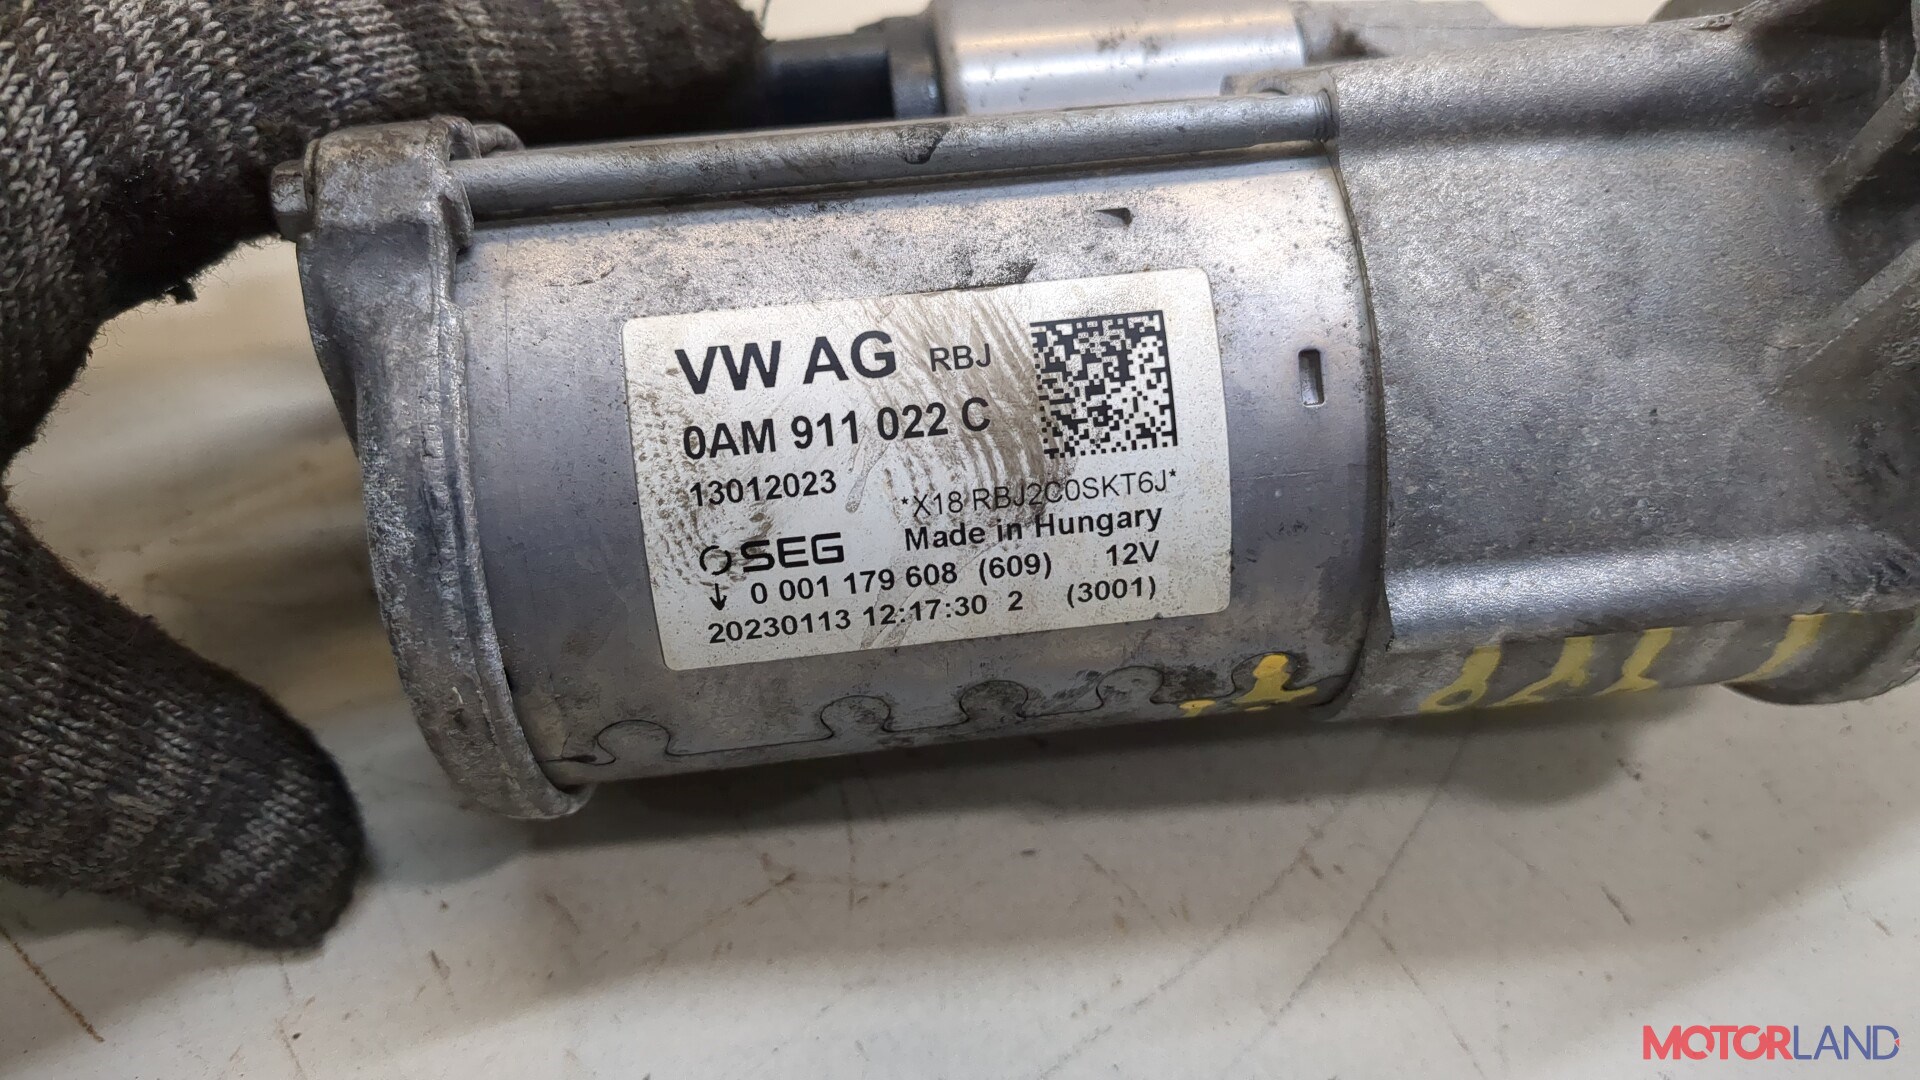 VW AG RBJ
0AM 911 022 C
13012023
*X18 RBJ2C0SKT6J*
SEG Made in Hungary
0 001 179 608 (609) 12V
20230113 12:17:30 2 (3001)
MOTORLAND